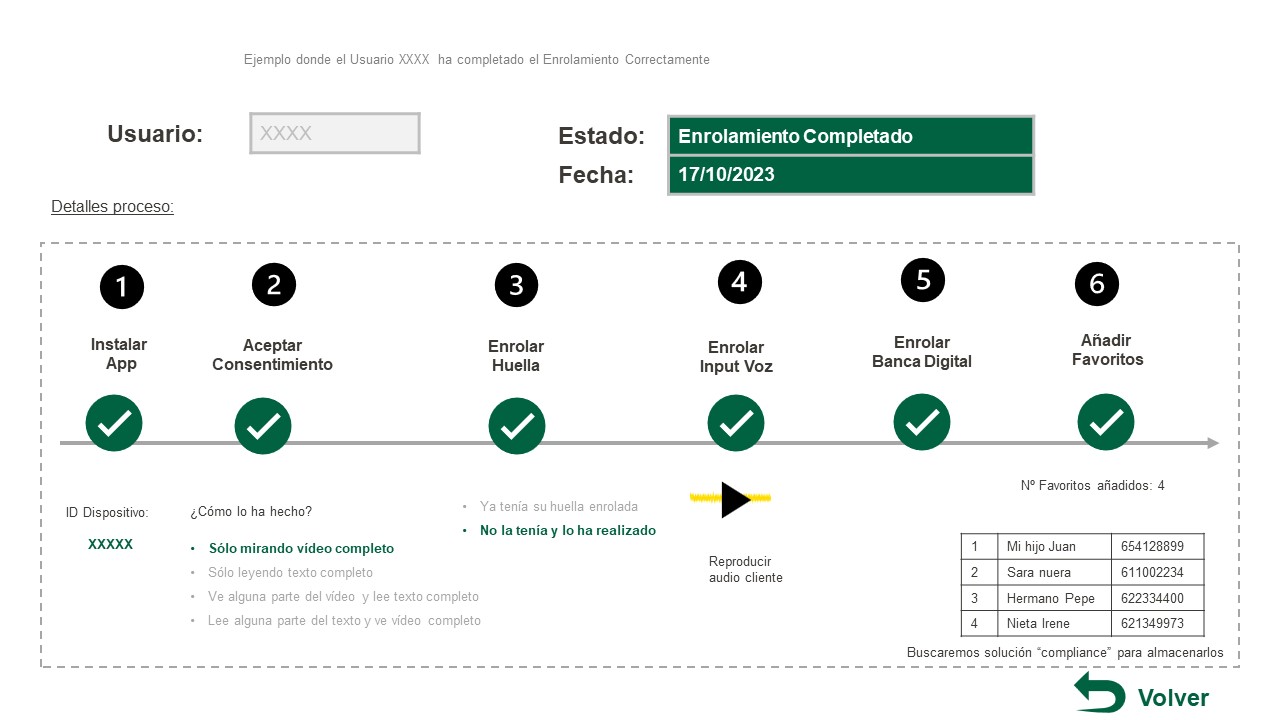 Ejemplo donde el Usuario XXXX ha completado el Enrolamiento Correctamente
Usuario:
XXXX
Estado:
Enrolamiento Completado
Fecha:
17/10/2023
Detalles proceso:
1
2
3
4
5
6
Instalar
App
Aceptar
Consentimiento
Enrolar
Huella
Enrolar
Input Voz
Enrolar
Banca Digital
Añadir
Favoritos
ID Dispositivo:
XXXXX
¿Cómo lo ha hecho?
• Sólo mirando vídeo completo
• Sólo leyendo texto completo
• Ve alguna parte del vídeo y lee texto completo
• Lee alguna parte del texto y ve vídeo completo
• Ya tenía su huella enrolada
• No la tenía y lo ha realizado
Reproducir
audio cliente
Nº Favoritos añadidos: 4
1 Mi hijo Juan 654128899
2 Sara nuera 611002234
3 Hermano Pepe 622334400
4 Nieta Irene 621349973
Buscaremos solución “compliance” para almacenarlos
Volver